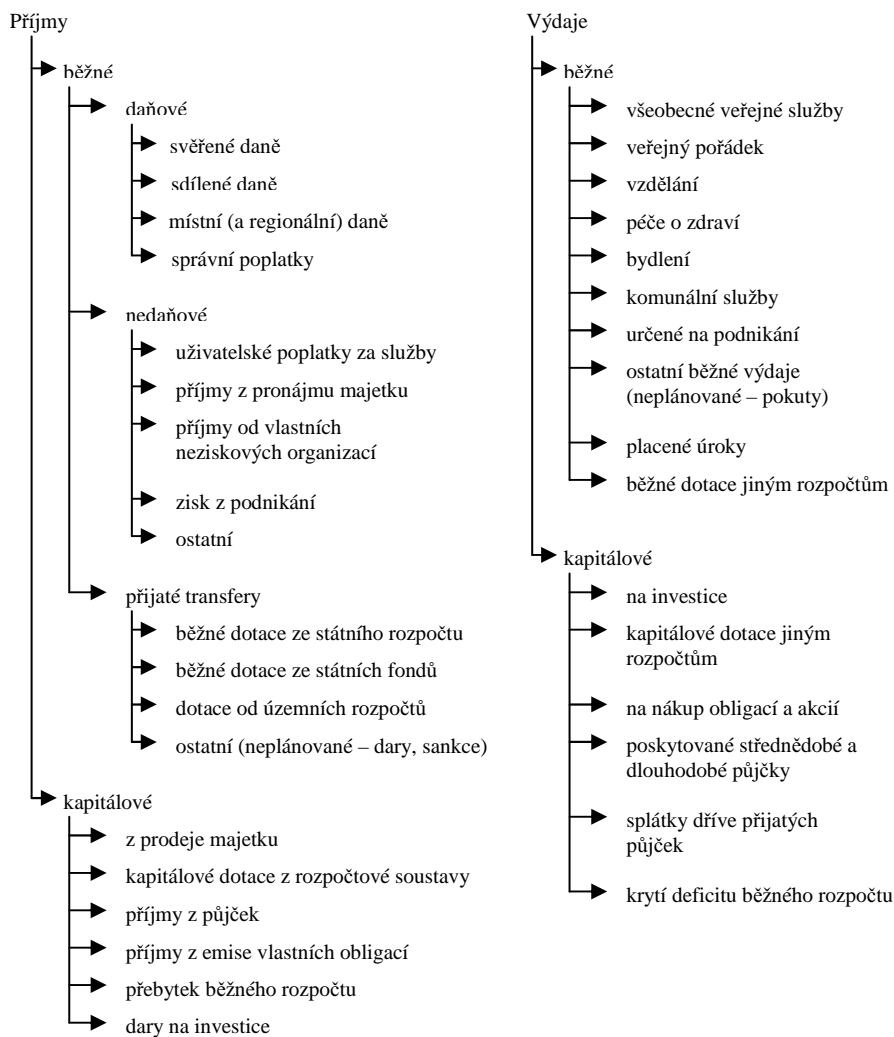 Příjmy
běžné
daňové
svěřené daně
sdílené daně
místní (a regionální) daně
správní poplatky
nedaňové
uživatelské poplatky za služby
příjmy z pronájmu majetku
příjmy od vlastních
neziskových organizací
zisk z podnikání
ostatní
přijaté transfery
běžné dotace ze státního rozpočtu
běžné dotace ze státních fondů
dotace od územních rozpočtů
ostatní (neplánované – dary, sankce)
kapitálové
z prodeje majetku
kapitálové dotace z rozpočtové soustavy
příjmy z půjček
příjmy z emise vlastních obligací
přebytek běžného rozpočtu
dary na investice
Výdaje
běžné
všeobecné veřejné služby
veřejný pořádek
vzdělání
péče o zdraví
bydlení
komunální služby
určené na podnikání
ostatní běžné výdaje
(neplánované – pokuty)
placené úroky
běžné dotace jiným rozpočtům
kapitálové
na investice
kapitálové dotace jiným
rozpočtům
na nákup obligací a akcií
poskytované střednědobé a
dlouhodobé půjčky
splátky dříve přijatých
půjček
krytí deficitu běžného rozpočtu